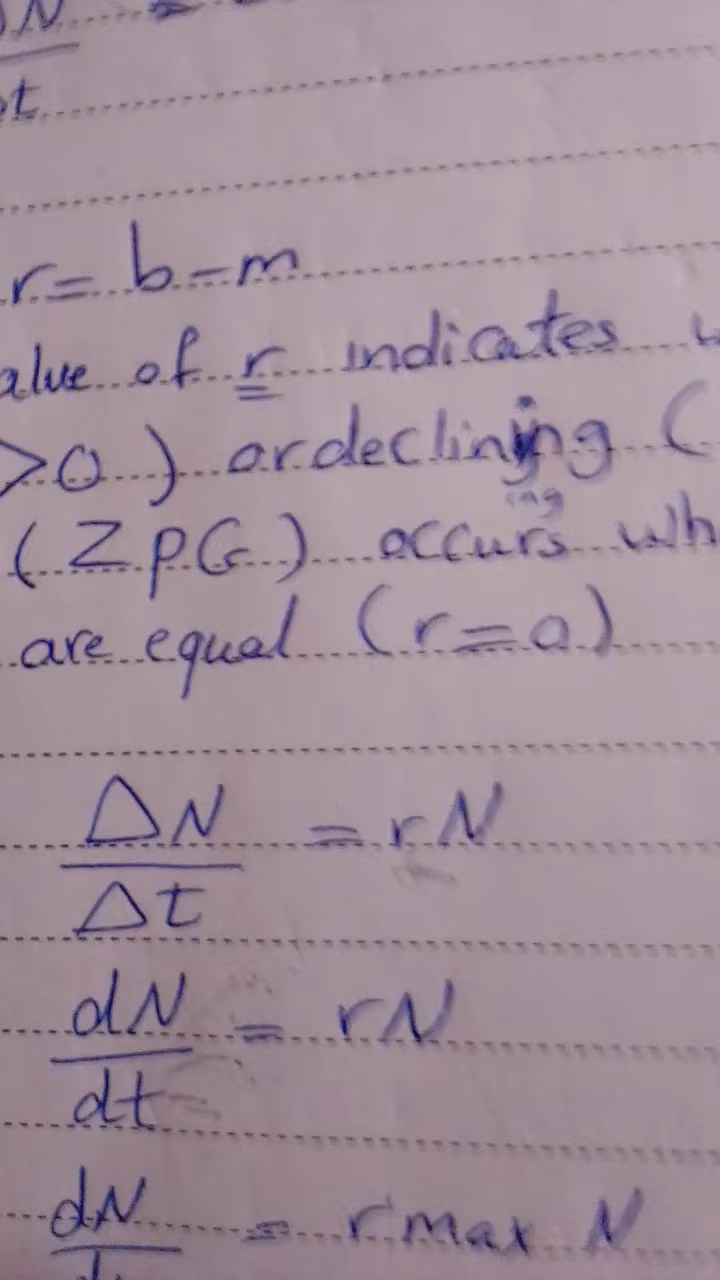 N =
t
r = b - m
alue of r indicates
>0) or declining (
ing
(ZPG) occurs wh
are equal (r=0)
ΔN = rN
Δt
dN = rN
dt
dN = rmax N